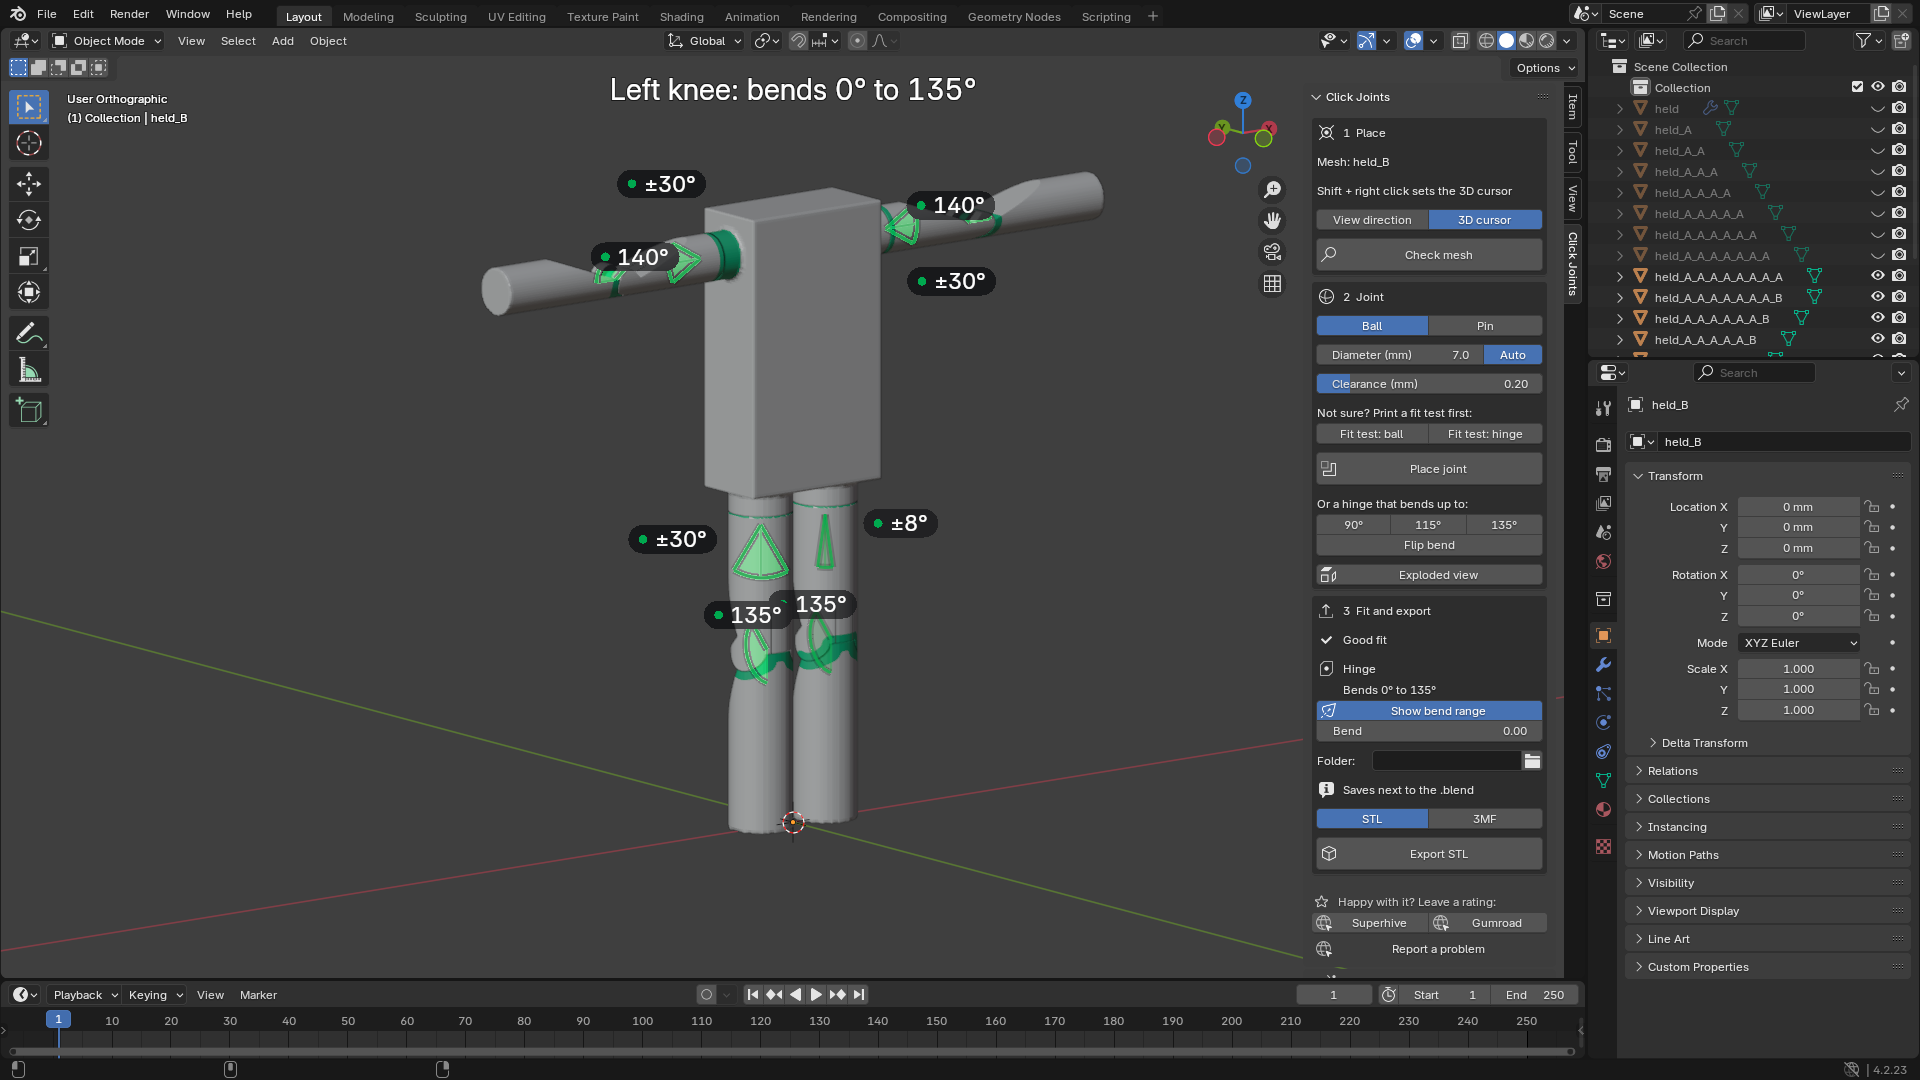 File Edit Render Window Help
Layout Modeling Sculpting UV Editing Texture Paint Shading Animation Rendering Compositing Geometry Nodes Scripting
Scene
ViewLayer
Object Mode View Select Add Object
Global
Search
Options
User Orthographic
(1) Collection | held_B
Left knee: bends 0° to 135°
Z
Y
X
±30°
140°
140°
±30°
±30°
±8°
135°
135°
Click Joints
1 Place
Mesh: held_B
Shift + right click sets the 3D cursor
View direction 3D cursor
Check mesh
2 Joint
Ball Pin
Diameter (mm) 7.0 Auto
Clearance (mm) 0.20
Not sure? Print a fit test first:
Fit test: ball Fit test: hinge
Place joint
Or a hinge that bends up to:
90° 115° 135°
Flip bend
Exploded view
3 Fit and export
Good fit
Hinge
Bends 0° to 135°
Show bend range
Bend 0.00
Folder:
Saves next to the .blend
STL 3MF
Export STL
Happy with it? Leave a rating:
Superhive Gumroad
Report a problem
Item
Tool
View
Click Joints
Scene Collection
Collection
held
held_A
held_A_A
held_A_A_A
held_A_A_A_A
held_A_A_A_A_A
held_A_A_A_A_A_A
held_A_A_A_A_A_A_A
held_A_A_A_A_A_A_A_A
held_A_A_A_A_A_A_A_B
held_A_A_A_A_A_A_B
held_A_A_A_A_A_B
Search
held_B
held_B
Transform
Location X 0 mm
Y 0 mm
Z 0 mm
Rotation X 0°
Y 0°
Z 0°
Mode XYZ Euler
Scale X 1.000
Y 1.000
Z 1.000
Delta Transform
Relations
Collections
Instancing
Motion Paths
Visibility
Viewport Display
Line Art
Custom Properties
Playback Keying View Marker
1 Start 1 End 250
1 10 20 30 40 50 60 70 80 90 100 110 120 130 140 150 160 170 180 190 200 210 220 230 240 250
4.2.23